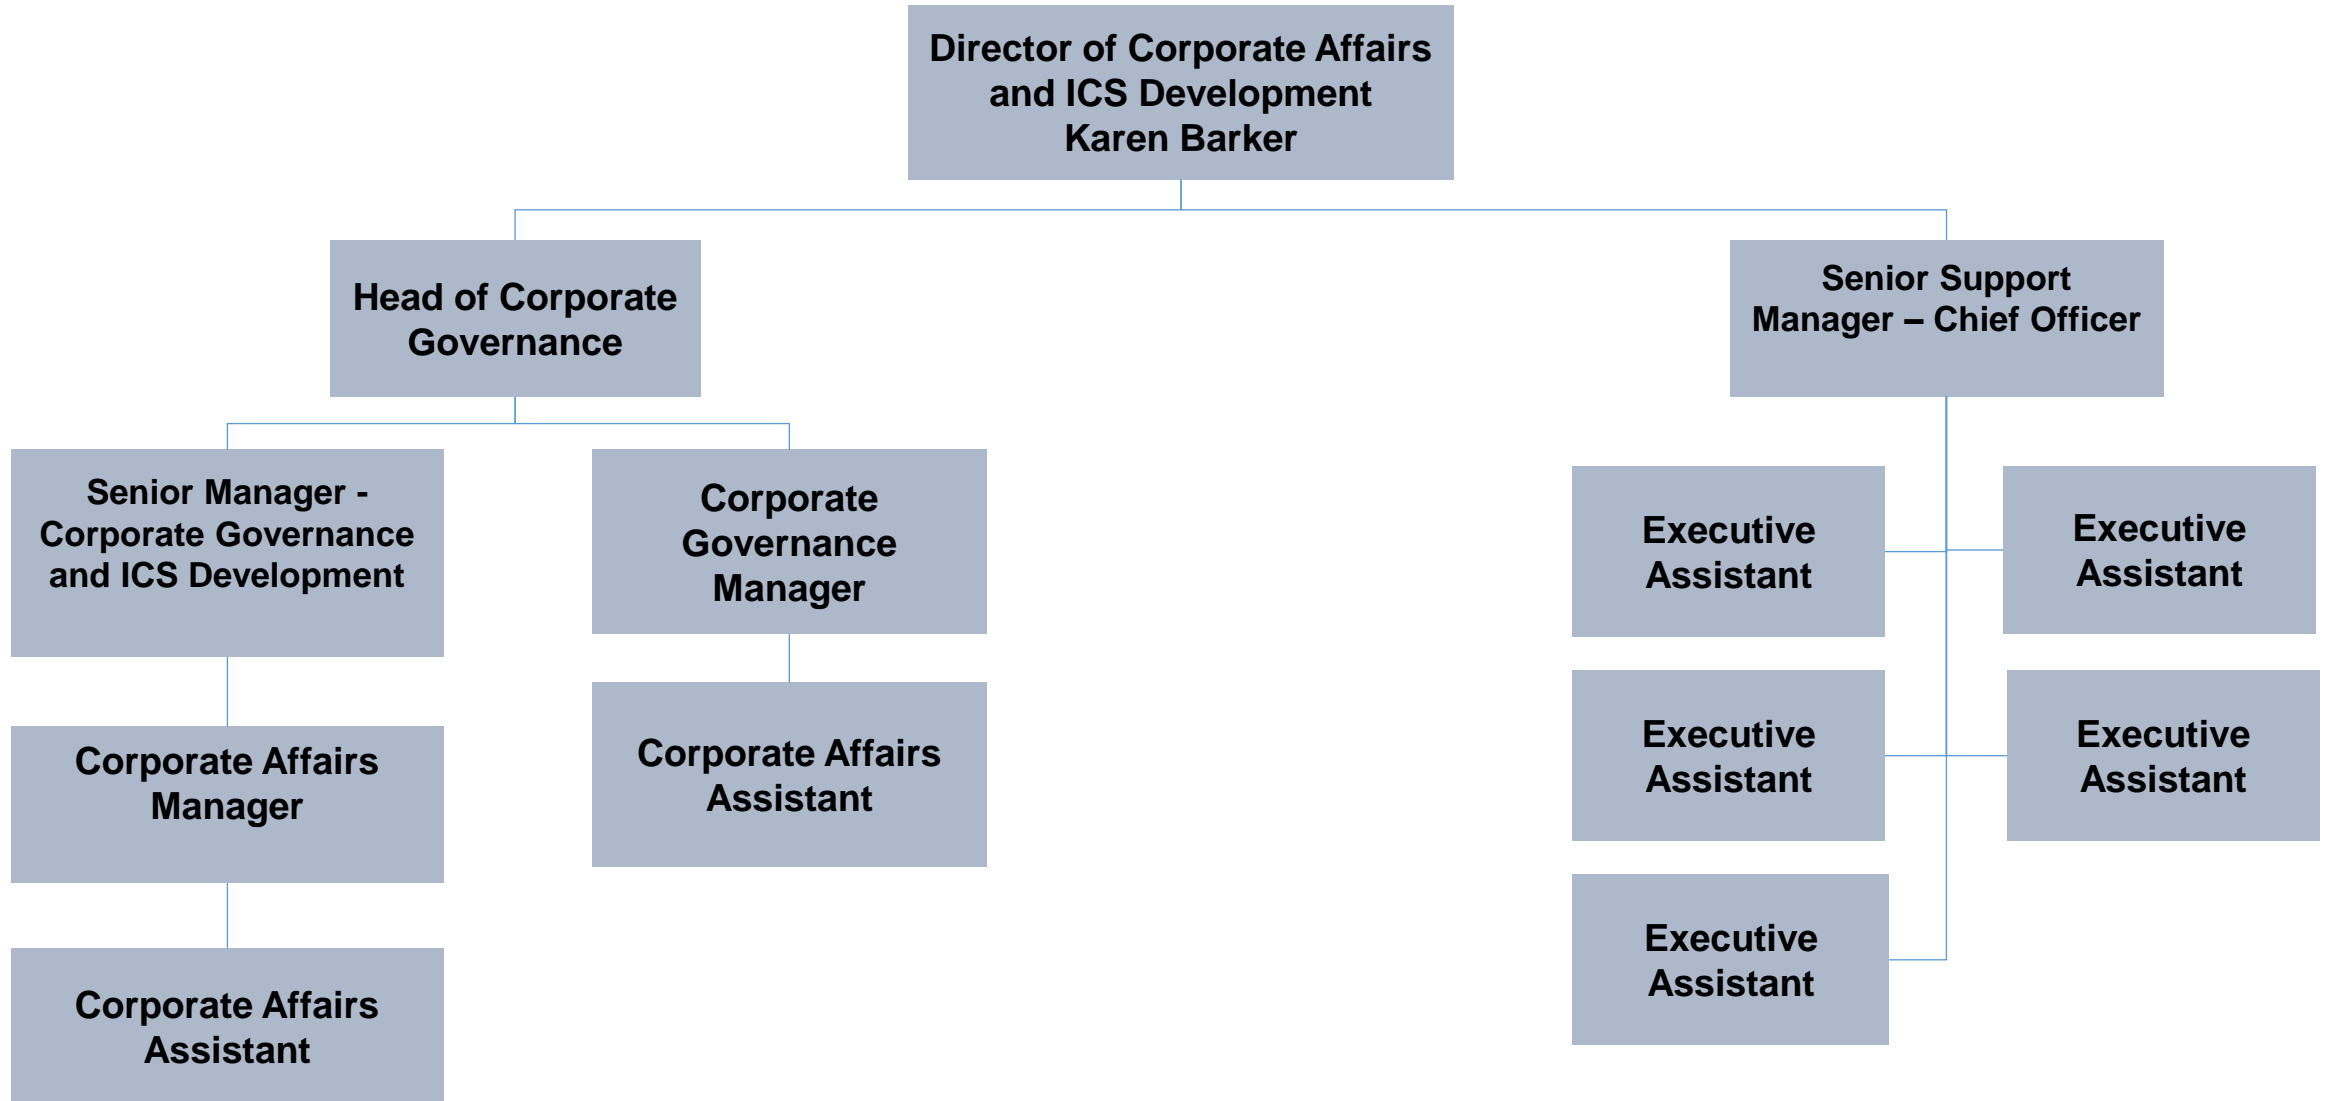 Director of Corporate Affairs
and ICS Development
Karen Barker
Head of Corporate
Governance
Senior Support
Manager – Chief Officer
Senior Manager -
Corporate Governance
and ICS Development
Corporate
Governance
Manager
Executive
Assistant
Executive
Assistant
Corporate Affairs
Manager
Corporate Affairs
Assistant
Executive
Assistant
Executive
Assistant
Corporate Affairs
Assistant
Executive
Assistant